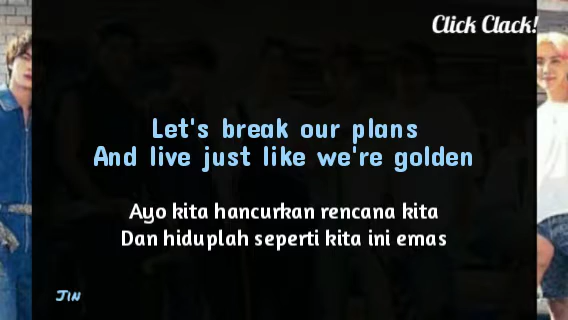 Click Clack!
Let's break our plans
And live just like we're golden
Ayo kita hancurkan rencana kita
Dan hiduplah seperti kita ini emas
Jin